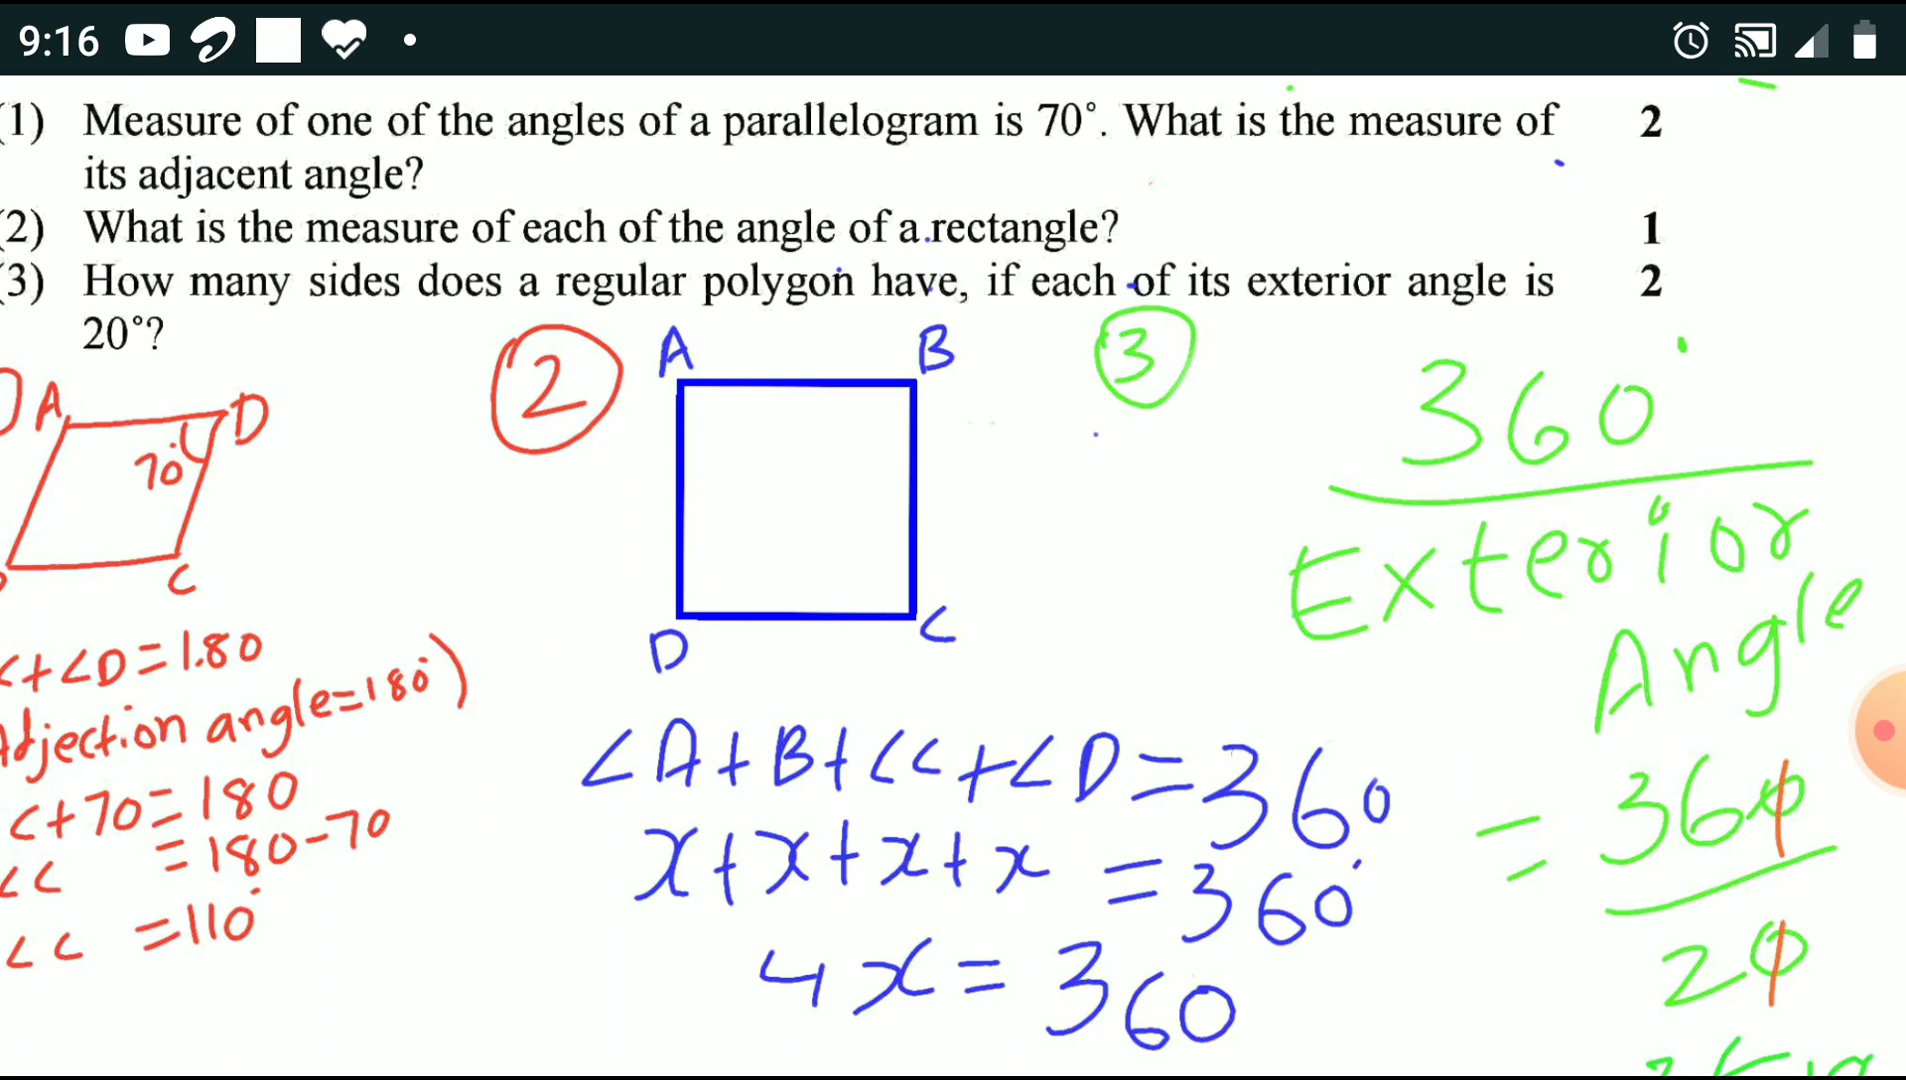 9:16
(1) Measure of one of the angles of a parallelogram is 70°. What is the measure of 2
its adjacent angle?
(2) What is the measure of each of the angle of a rectangle? 1
(3) How many sides does a regular polygon have, if each of its exterior angle is 2
20°?
A D
70°
C
<+∠D=180
Adjection angle=180°)
C+70=180
∠C =180-70
∠C =110°
2
A B
D C
∠A+B+∠C+∠D=360
x+x+x+x =360°
4x=360
3
360°
Exterior
Angle
=360
20